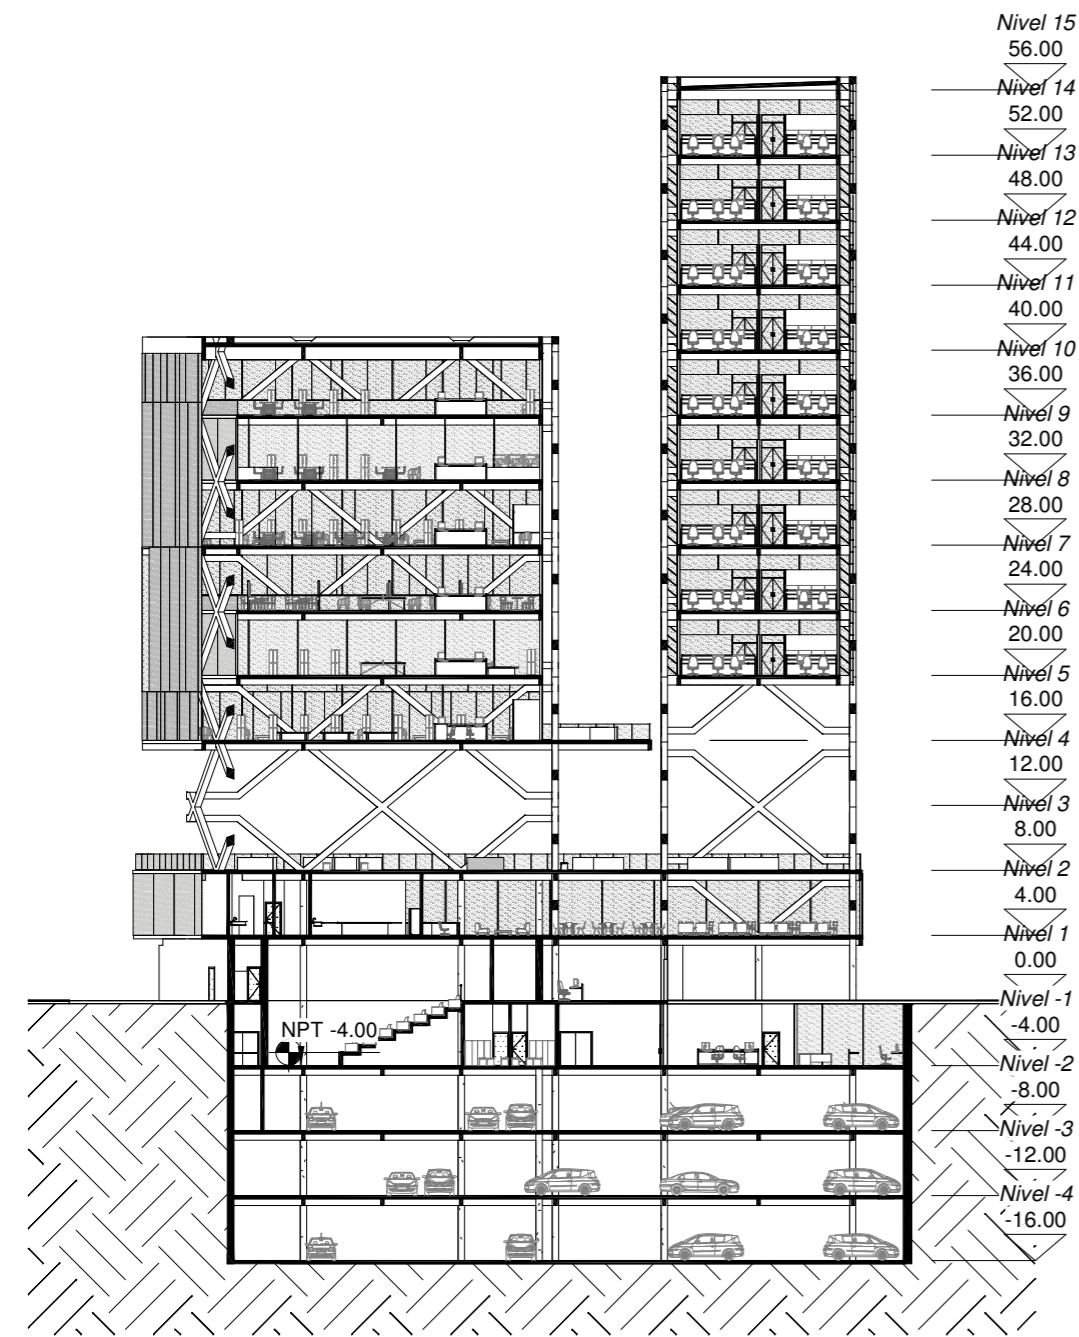 Nivel 15
56.00
Nivel 14
52.00
Nivel 13
48.00
Nivel 12
44.00
Nivel 11
40.00
Nivel 10
36.00
Nivel 9
32.00
Nivel 8
28.00
Nivel 7
24.00
Nivel 6
20.00
Nivel 5
16.00
Nivel 4
12.00
Nivel 3
8.00
Nivel 2
4.00
Nivel 1
0.00
Nivel -1
-4.00
NPT -4.00
Nivel -2
-8.00
Nivel -3
-12.00
Nivel -4
-16.00